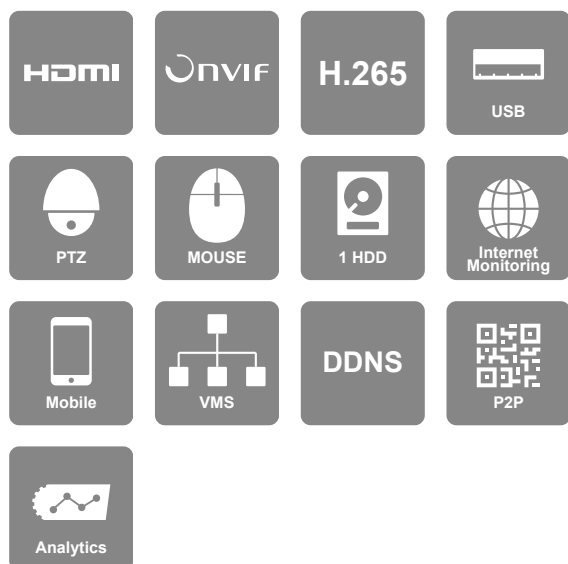 HDMI
ONVIF
H.265
USB
PTZ
MOUSE
1 HDD
Internet
Monitoring
Mobile
VMS
DDNS
P2P
Analytics